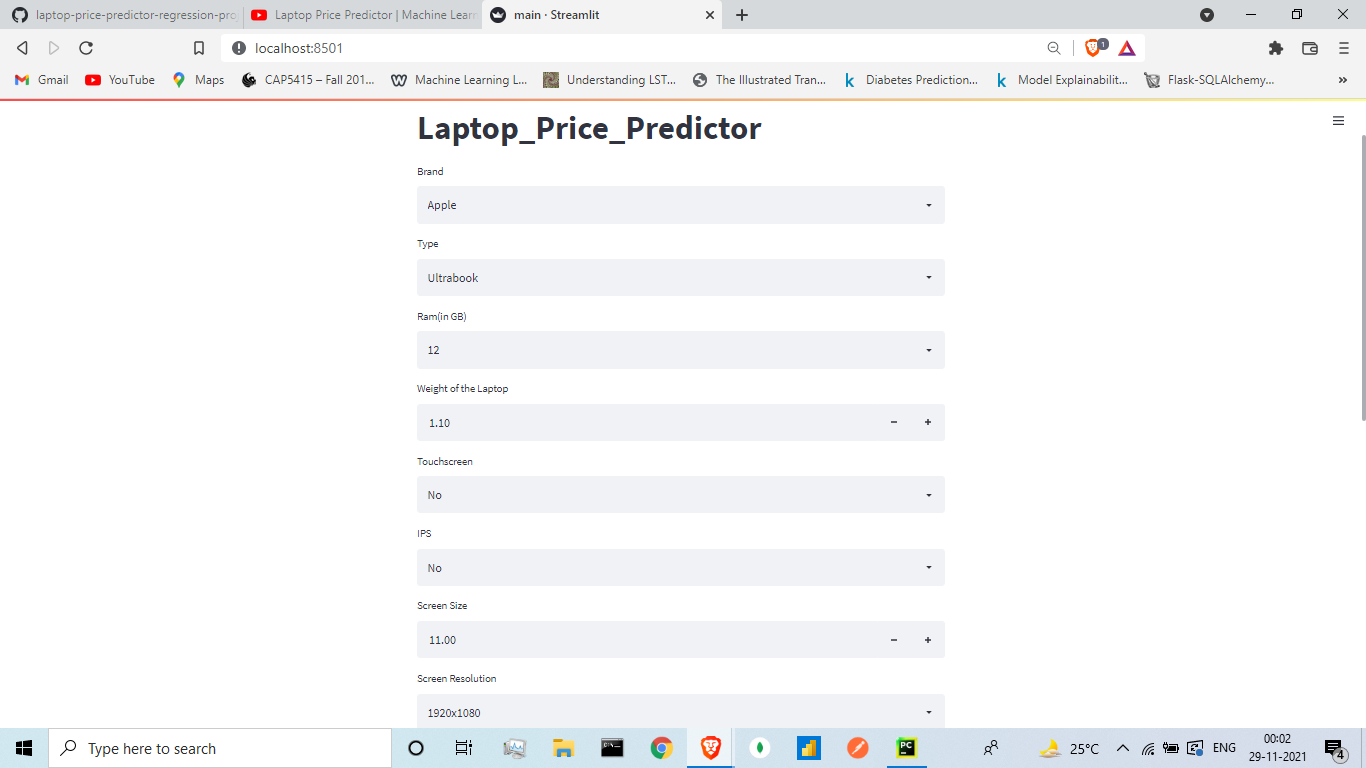 laptop-price-predictor-regression-pro
Laptop Price Predictor | Machine Lear
main · Streamlit
localhost:8501
1
Gmail
YouTube
Maps
CAP5415 – Fall 201...
Machine Learning L...
Understanding LST...
The Illustrated Tran...
Diabetes Prediction...
Model Explainabilit...
Flask-SQLAlchemy...
Laptop_Price_Predictor
Brand
Apple
Type
Ultrabook
Ram(in GB)
12
Weight of the Laptop
1.10
Touchscreen
No
IPS
No
Screen Size
11.00
Screen Resolution
1920x1080
Type here to search
PC
25°C
ENG
00:02
29-11-2021
4